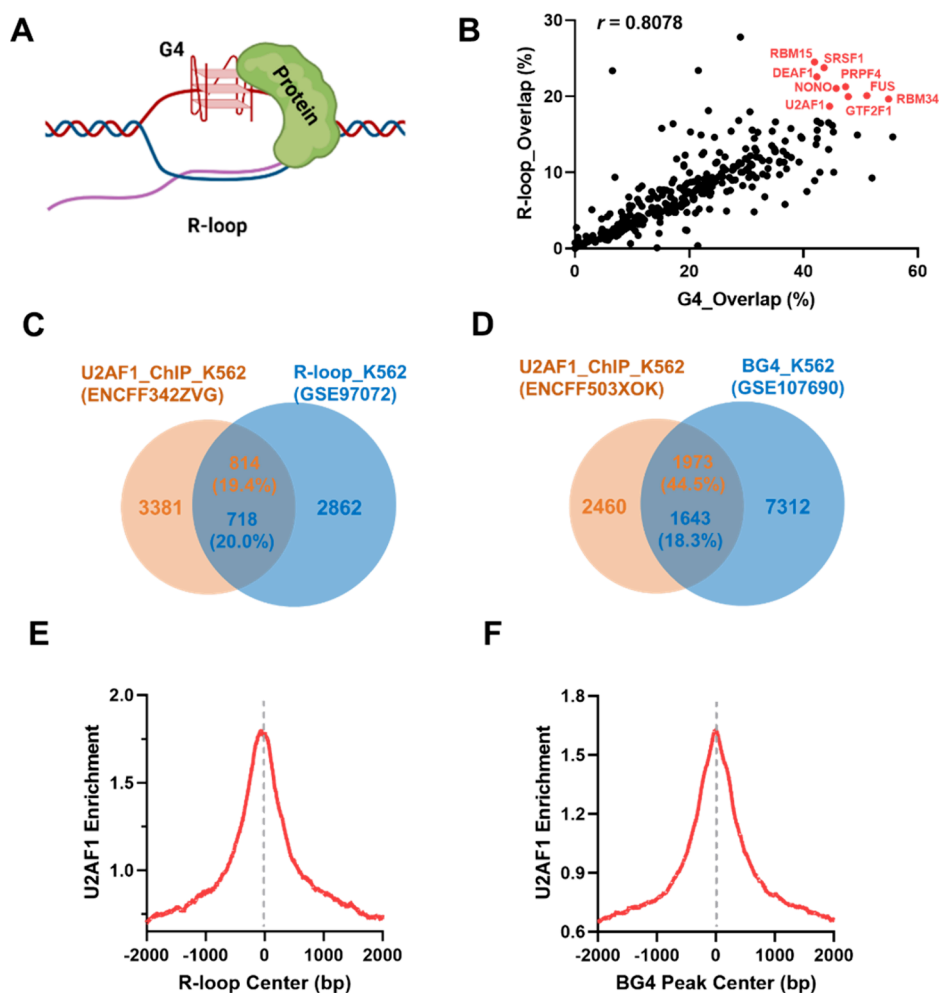 A
G4
Protein
R-loop
B
r = 0.8078
R-loop_Overlap (%)
30
20
10
0
0
20
40
60
G4_Overlap (%)
RBM15
SRSF1
DEAF1
PRPF4
NONO
FUS
U2AF1
GTF2F1
RBM34
C
U2AF1_ChIP_K562
(ENCFF342ZVG)
R-loop_K562
(GSE97072)
3381
814
(19.4%)
718
(20.0%)
2862
D
U2AF1_ChIP_K562
(ENCFF503XOK)
BG4_K562
(GSE107690)
2460
1973
(44.5%)
1643
(18.3%)
7312
E
U2AF1 Enrichment
2.0
1.5
1.0
-2000
-1000
0
1000
2000
R-loop Center (bp)
F
U2AF1 Enrichment
1.8
1.5
1.2
0.9
0.6
-2000
-1000
0
1000
2000
BG4 Peak Center (bp)